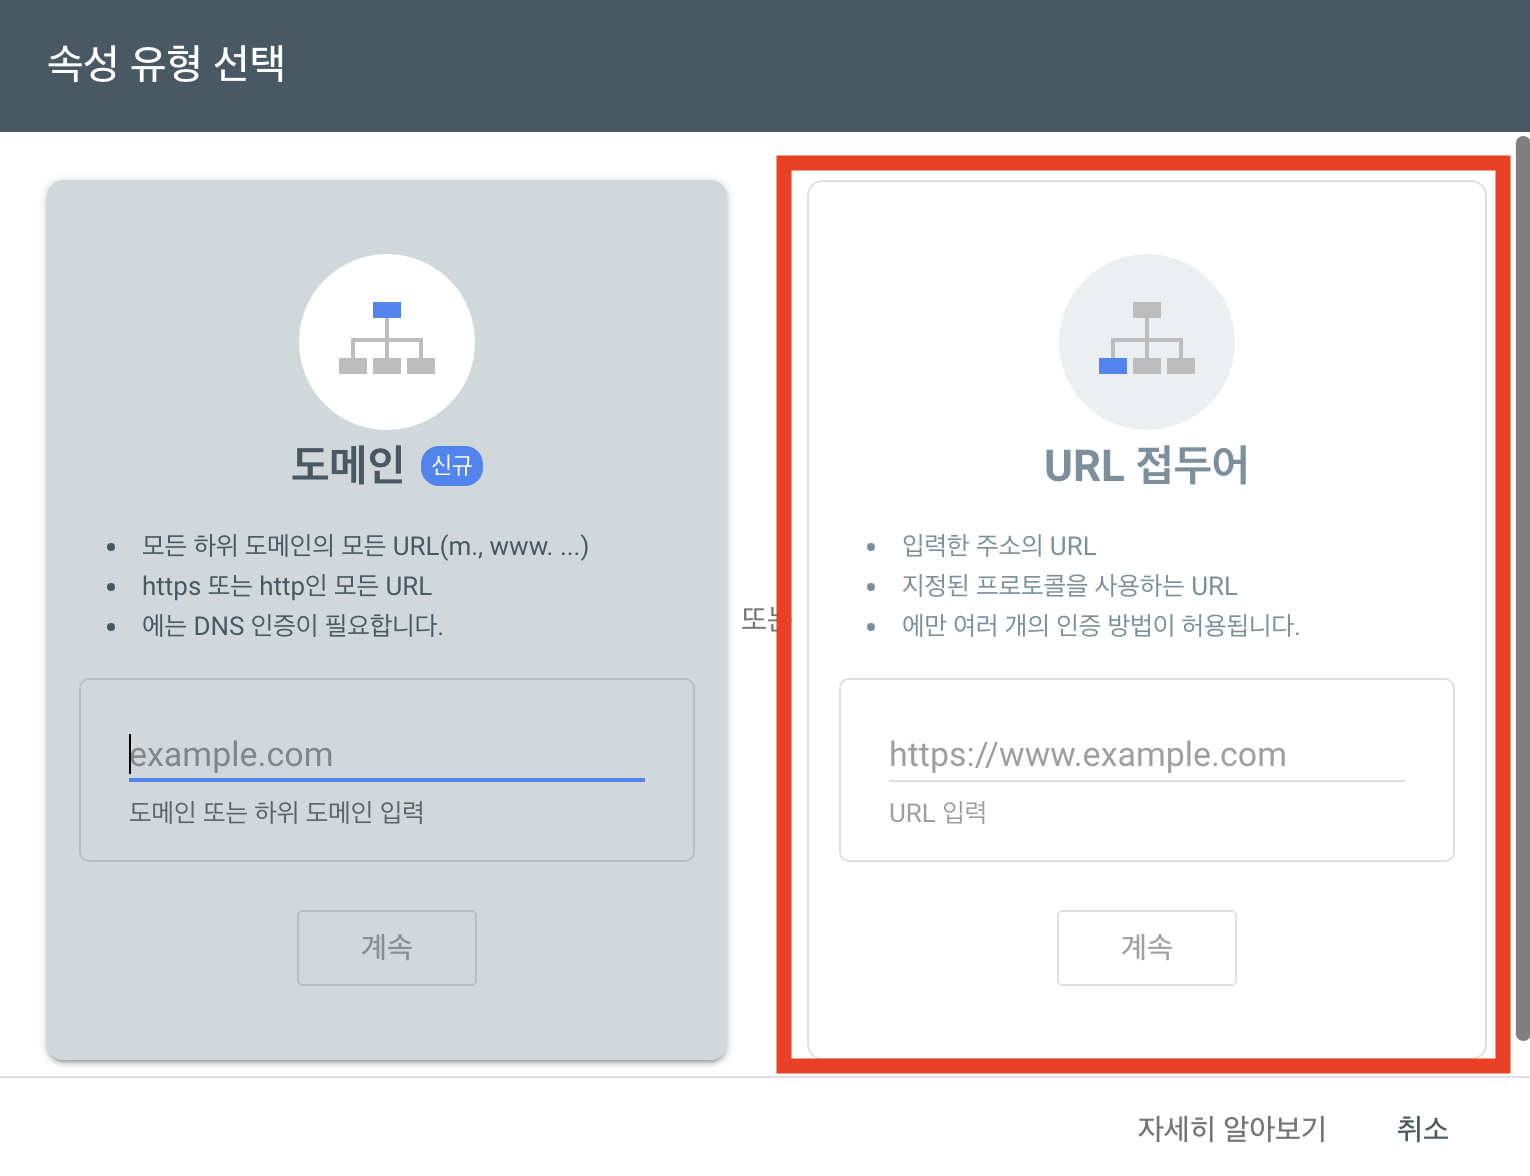 속성 유형 선택
도메인 신규
모든 하위 도메인의 모든 URL(m., www. ...)
https 또는 http인 모든 URL
에는 DNS 인증이 필요합니다.
example.com
도메인 또는 하위 도메인 입력
계속
또는
URL 접두어
입력한 주소의 URL
지정된 프로토콜을 사용하는 URL
에만 여러 개의 인증 방법이 허용됩니다.
https://www.example.com
URL 입력
계속
자세히 알아보기
취소